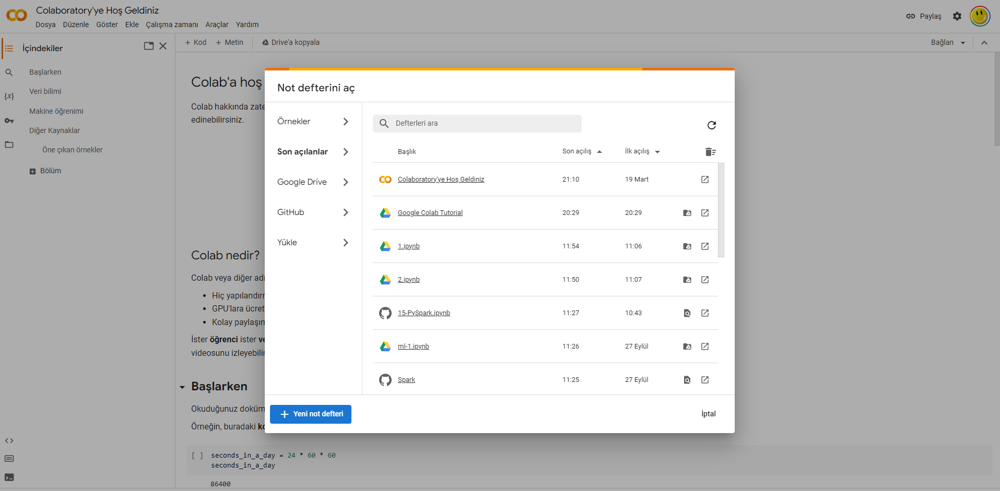 Colaboratory'ye Hoş Geldiniz
Dosya Düzenle Göster Ekle Çalışma zamanı Araçlar Yardım
Paylaş
İçindekiler
Başlarken
Veri bilimi
Makine öğrenimi
Diğer Kaynaklar
Öne çıkan örnekler
Bölüm
+ Kod + Metin Drive'a kopyala
Bağlan
Colab'a hoş
Colab hakkında zate
edinebilirsiniz.
Colab nedir?
Colab veya diğer adı
• Hiç yapılandırm
• GPU'lara ücret
• Kolay paylaşım
İster öğrenci ister ve
videosunu izleyebilir
Başlarken
Okuduğunuz doküm
Örneğin, buradaki ko
[ ] seconds_in_a_day = 24 * 60 * 60
seconds_in_a_day
86400
Not defterini aç
Örnekler
Son açılanlar
Google Drive
GitHub
Yükle
Defterleri ara
Başlık Son açılış İlk açılış
Colaboratory'ye Hoş Geldiniz 21:10 19 Mart
Google Colab Tutorial 20:29 20:29
1.ipynb 11:54 11:06
2.ipynb 11:50 11:07
15-PySpark.ipynb 11:27 10:43
ml-1.ipynb 11:26 27 Eylül
Spark 11:25 27 Eylül
+ Yeni not defteri
İptal